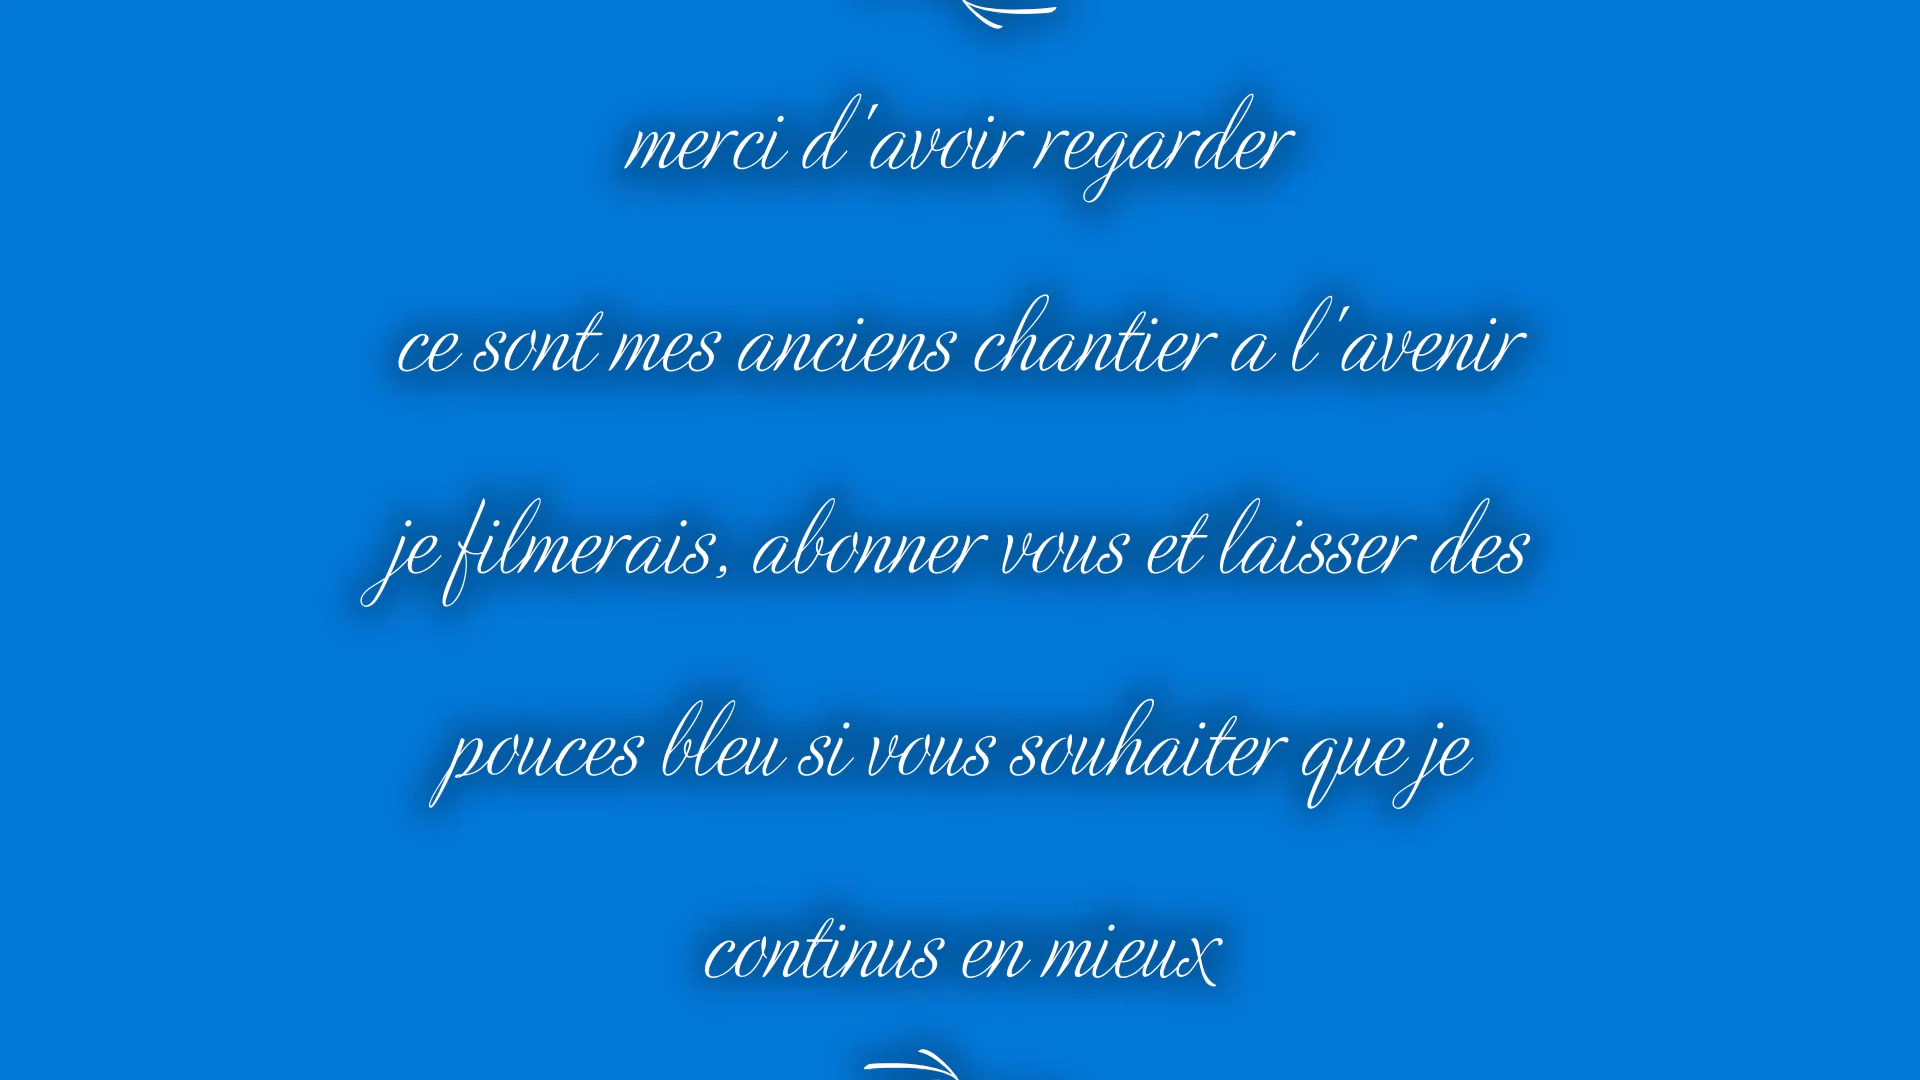 merci d'avoir regarder
ce sont mes anciens chantier a l'avenir
je filmerais, abonner vous et laisser des
pouces bleu si vous souhaiter que je
continus en mieux